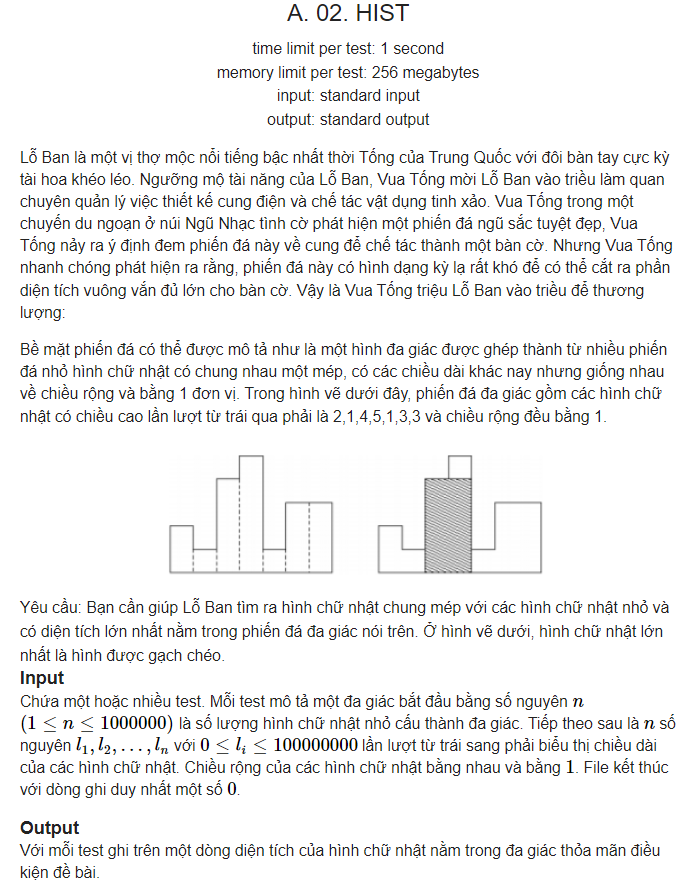 A. 02. HIST
time limit per test: 1 second
memory limit per test: 256 megabytes
input: standard input
output: standard output
Lỗ Ban là một vị thợ mộc nổi tiếng bậc nhất thời Tống của Trung Quốc với đôi bàn tay cực kỳ
tài hoa khéo léo. Ngưỡng mộ tài năng của Lỗ Ban, Vua Tống mời Lỗ Ban vào triều làm quan
chuyên quản lý việc thiết kế cung điện và chế tác vật dụng tinh xảo. Vua Tống trong một
chuyến du ngoạn ở núi Ngũ Nhạc tình cờ phát hiện một phiến đá ngũ sắc tuyệt đẹp, Vua
Tống nảy ra ý định đem phiến đá này về cung để chế tác thành một bàn cờ. Nhưng Vua Tống
nhanh chóng phát hiện ra rằng, phiến đá này có hình dạng kỳ lạ rất khó để có thể cắt ra phần
diện tích vuông vắn đủ lớn cho bàn cờ. Vậy là Vua Tống triệu Lỗ Ban vào triều để thương
lượng:
Bề mặt phiến đá có thể được mô tả như là một hình đa giác được ghép thành từ nhiều phiến
đá nhỏ hình chữ nhật có chung nhau một mép, có các chiều dài khác nay nhưng giống nhau
về chiều rộng và bằng 1 đơn vị. Trong hình vẽ dưới đây, phiến đá đa giác gồm các hình chữ
nhật có chiều cao lần lượt từ trái qua phải là 2,1,4,5,1,3,3 và chiều rộng đều bằng 1.
Yêu cầu: Bạn cần giúp Lỗ Ban tìm ra hình chữ nhật chung mép với các hình chữ nhật nhỏ và
có diện tích lớn nhất nằm trong phiến đá đa giác nói trên. Ở hình vẽ dưới, hình chữ nhật lớn
nhất là hình được gạch chéo.
Input
Chứa một hoặc nhiều test. Mỗi test mô tả một đa giác bắt đầu bằng số nguyên n
(1 ≤ n ≤ 1000000) là số lượng hình chữ nhật nhỏ cấu thành đa giác. Tiếp theo sau là n số
nguyên l₁, l₂, . . . , lₙ với 0 ≤ lᵢ ≤ 100000000 lần lượt từ trái sang phải biểu thị chiều dài
của các hình chữ nhật. Chiều rộng của các hình chữ nhật bằng nhau và bằng 1. File kết thúc
với dòng ghi duy nhất một số 0.
Output
Với mỗi test ghi trên một dòng diện tích của hình chữ nhật nằm trong đa giác thỏa mãn điều
kiện đề bài.